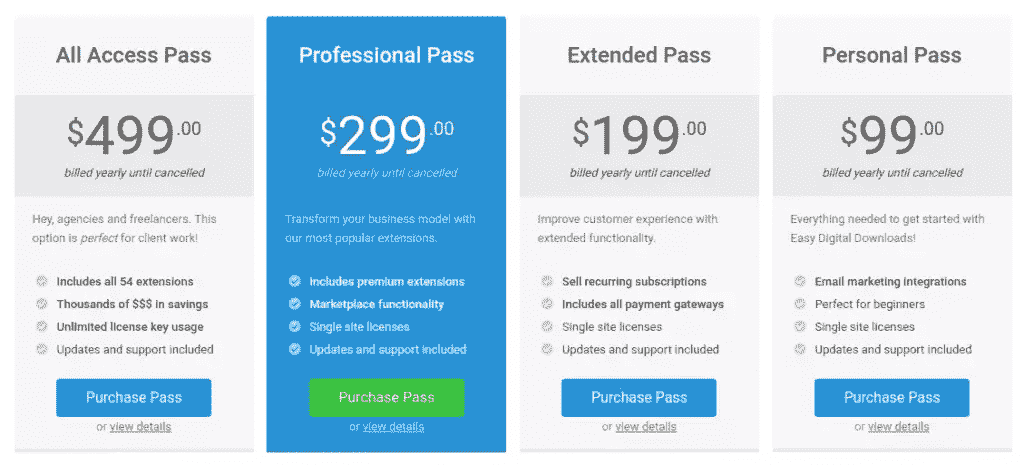 All Access Pass
$499.00
billed yearly until cancelled
Hey, agencies and freelancers. This
option is perfect for client work!
Includes all 54 extensions
Thousands of $$$ in savings
Unlimited license key usage
Updates and support included
Purchase Pass
or view details
Professional Pass
$299.00
billed yearly until cancelled
Transform your business model with
our most popular extensions.
Includes premium extensions
Marketplace functionality
Single site licenses
Updates and support included
Purchase Pass
or view details
Extended Pass
$199.00
billed yearly until cancelled
Improve customer experience with
extended functionality.
Sell recurring subscriptions
Includes all payment gateways
Single site licenses
Updates and support included
Purchase Pass
or view details
Personal Pass
$99.00
billed yearly until cancelled
Everything needed to get started with
Easy Digital Downloads!
Email marketing integrations
Perfect for beginners
Single site licenses
Updates and support included
Purchase Pass
or view details